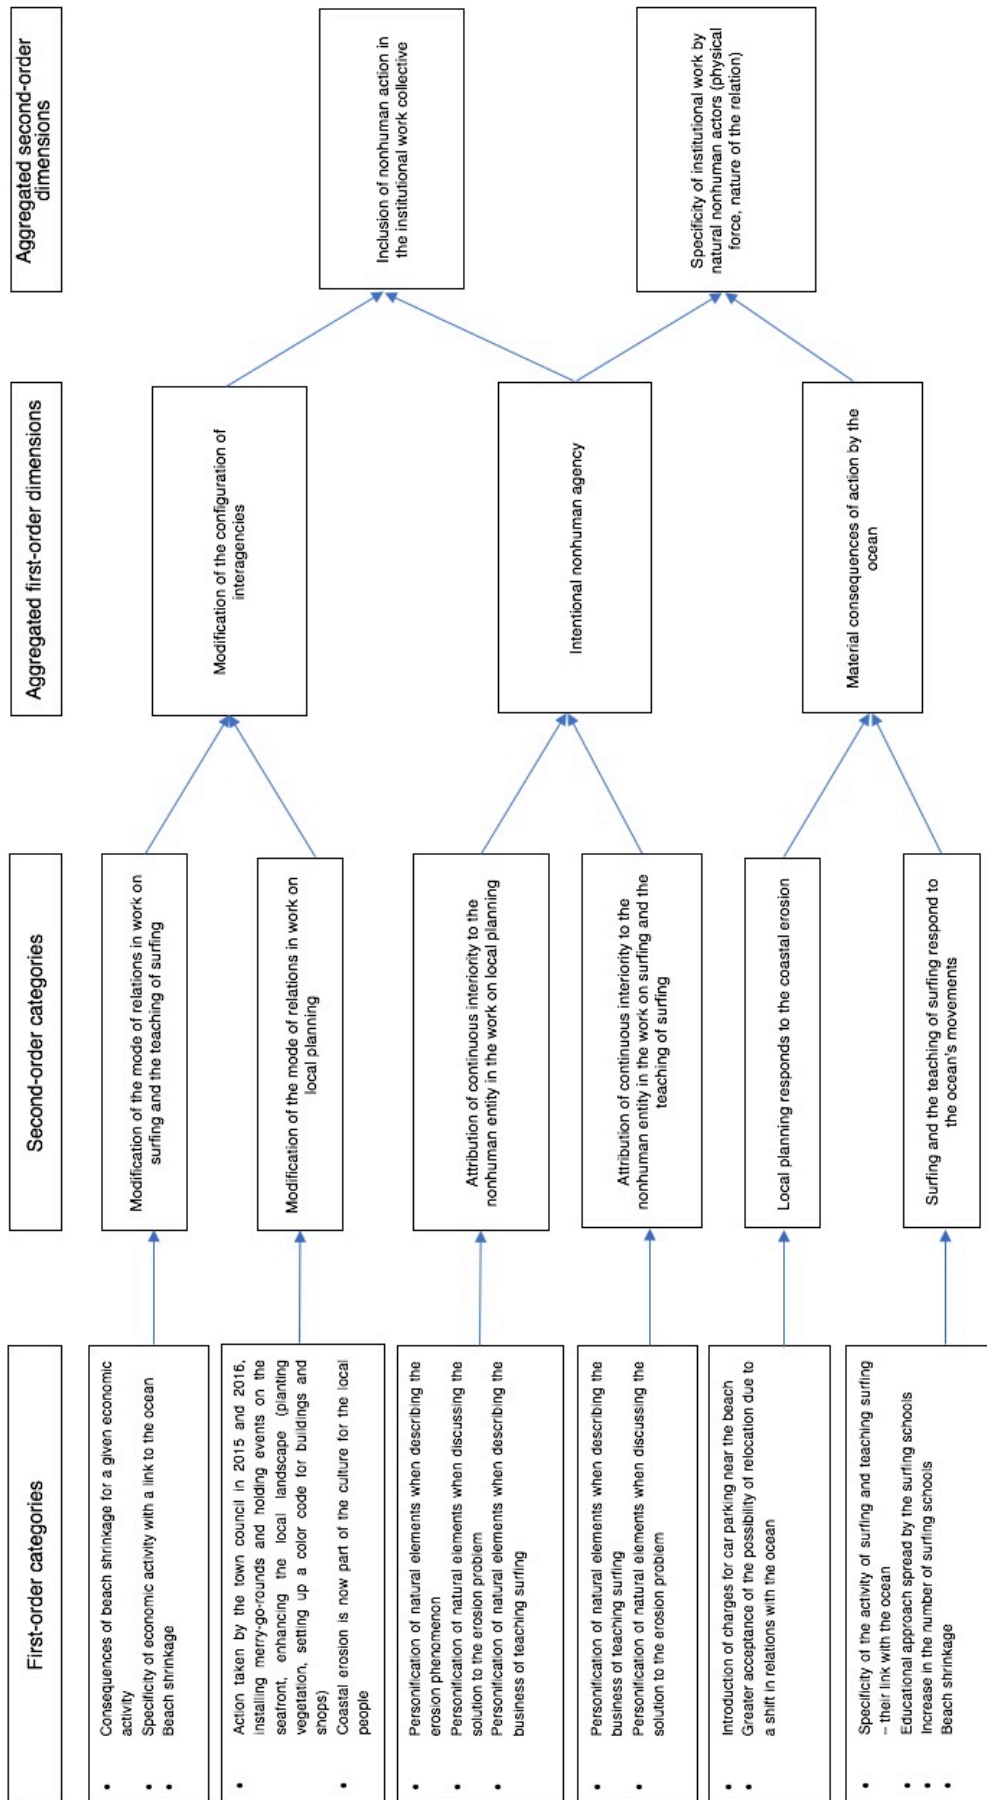 First-order categories
Second-order categories
Aggregated first-order dimensions
Aggregated second-order
dimensions
• Consequences of beach shrinkage for a given economic
activity
• Specificity of economic activity with a link to the ocean
• Beach shrinkage
• Action taken by the town council in 2015 and 2016,
installing merry-go-rounds and holding events on the
seafront, enhancing the local landscape (planting
vegetation, setting up a color code for buildings and
shops)
• Coastal erosion is now part of the culture for the local
people
• Personification of natural elements when describing the
erosion phenomenon
• Personification of natural elements when discussing the
solution to the erosion problem
• Personification of natural elements when describing the
business of teaching surfing
• Personification of natural elements when describing the
business of teaching surfing
• Personification of natural elements when discussing the
solution to the erosion problem
• Introduction of charges for car parking near the beach
• Greater acceptance of the possibility of relocation due to
a shift in relations with the ocean
• Specificity of the activity of surfing and teaching surfing
– their link with the ocean
• Educational approach spread by the surfing schools
• Increase in the number of surfing schools
• Beach shrinkage
Modification of the mode of relations in work on
surfing and the teaching of surfing
Modification of the mode of relations in work on
local planning
Attribution of continuous interiority to the
nonhuman entity in the work on local planning
Attribution of continuous interiority to the
nonhuman entity in the work on surfing and the
teaching of surfing
Local planning responds to the coastal erosion
Surfing and the teaching of surfing respond to
the ocean's movements
Modification of the configuration of
interagencies
Intentional nonhuman agency
Material consequences of action by the
ocean
Inclusion of nonhuman action in
the institutional work collective
Specificity of institutional work by
natural nonhuman actors (physical
force, nature of the relation)